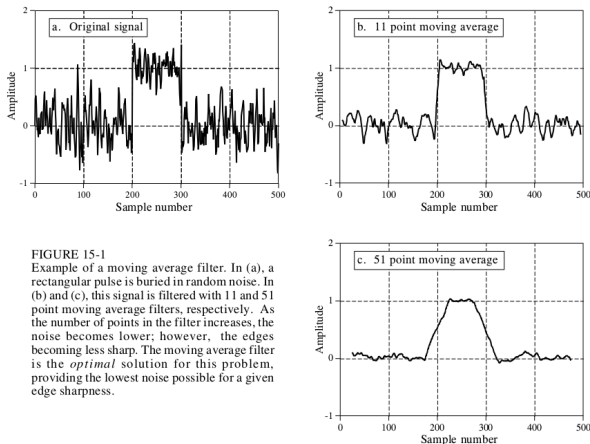 a. Original signal
2
1
0
-1
Amplitude
0
100
200
300
400
500
Sample number
b. 11 point moving average
2
1
0
-1
Amplitude
0
100
200
300
400
500
Sample number
FIGURE 15-1
Example of a moving average filter. In (a), a
rectangular pulse is buried in random noise. In
(b) and (c), this signal is filtered with 11 and 51
point moving average filters, respectively. As
the number of points in the filter increases, the
noise becomes lower; however, the edges
becoming less sharp. The moving average filter
is the optimal solution for this problem,
providing the lowest noise possible for a given
edge sharpness.
c. 51 point moving average
2
1
0
-1
Amplitude
0
100
200
300
400
500
Sample number